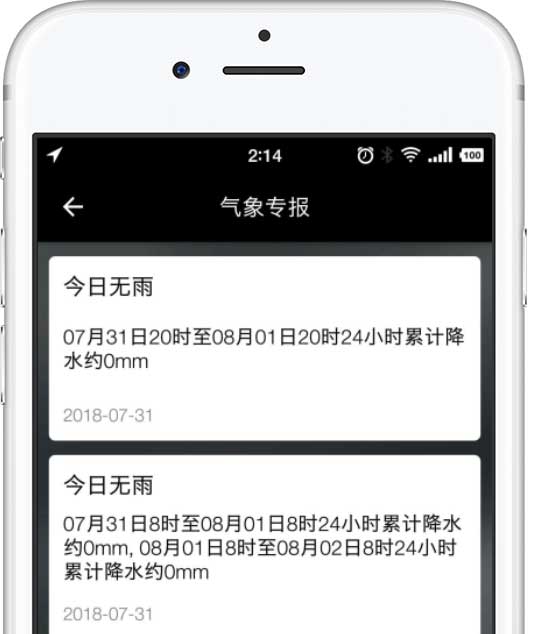 2:14
100
气象专报
今日无雨
07月31日20时至08月01日20时24小时累计降
水约0mm
2018-07-31
今日无雨
07月31日8时至08月01日8时24小时累计降水
约0mm, 08月01日8时至08月02日8时24小时
累计降水约0mm
2018-07-31